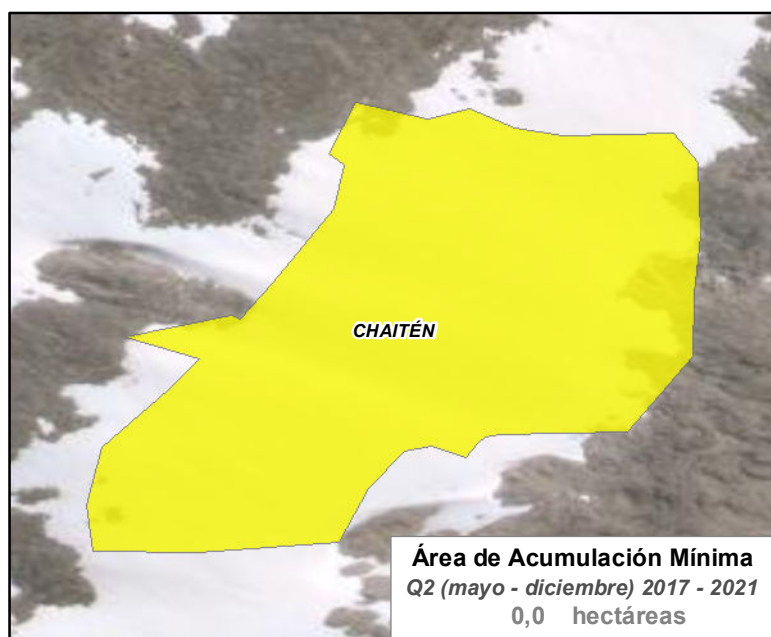 CHAITÉN
Área de Acumulación Mínima
Q2 (mayo - diciembre) 2017 - 2021
0,0 hectáreas